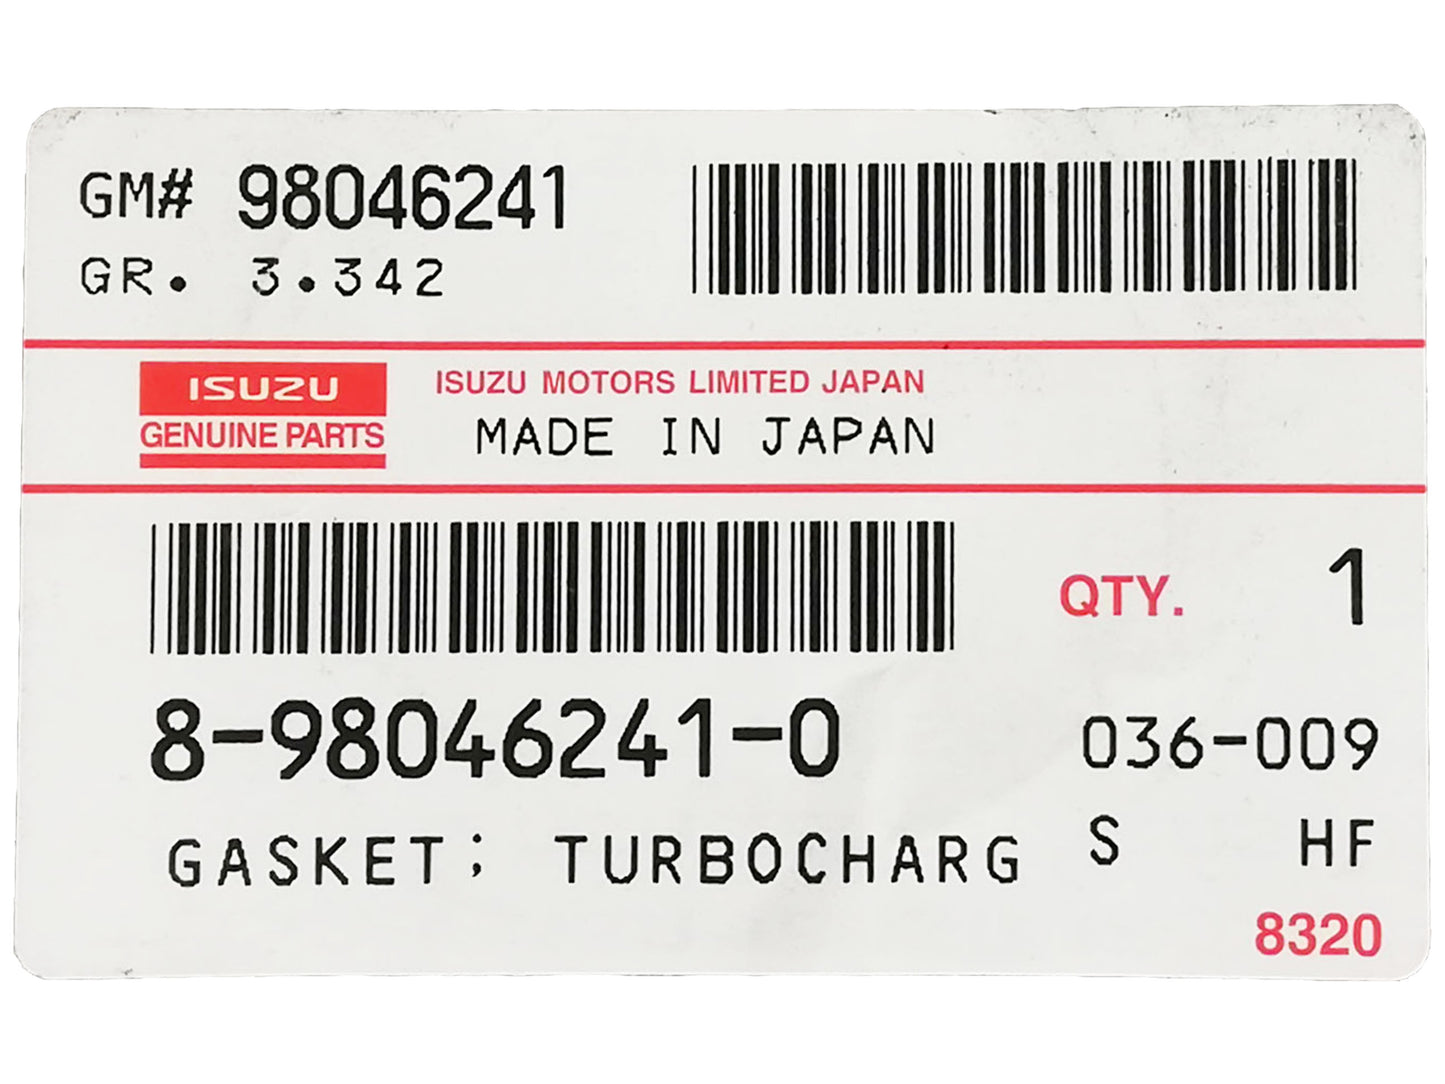 GM# 98046241
GR. 3.342
ISUZU
GENUINE PARTS
ISUZU MOTORS LIMITED JAPAN
MADE IN JAPAN
QTY. 1
8-98046241-0
036-009
GASKET; TURBOCHARG
S HF
8320